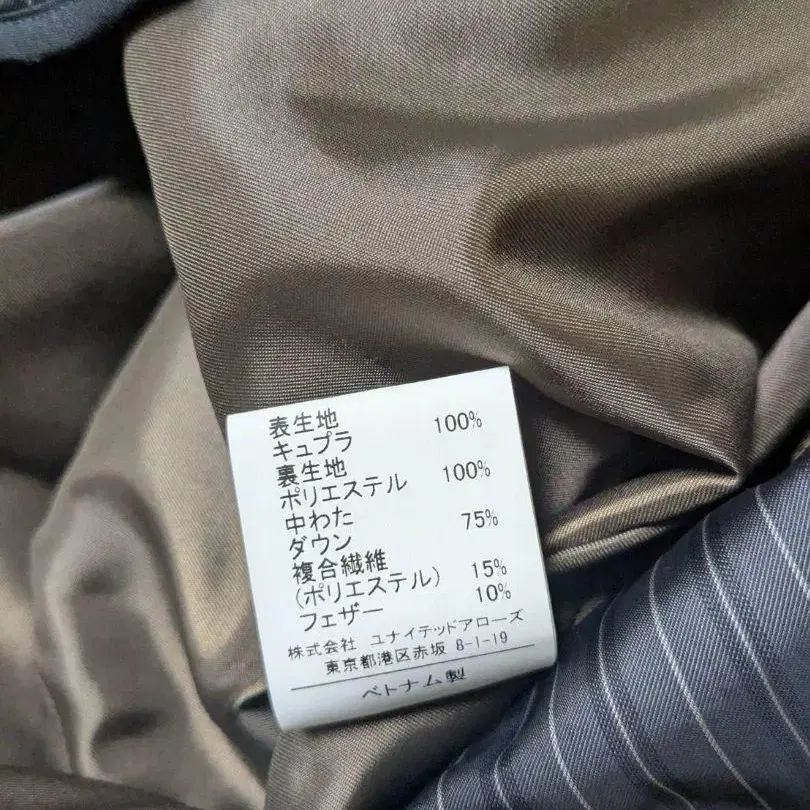 表生地
キュプラ 100%
裏生地
ポリエステル 100%
中わた
ダウン 75%
複合繊維
(ポリエステル) 15%
フェザー 10%
株式会社 ユナイテッドアローズ
東京都港区赤坂 8-1-19
ベトナム製